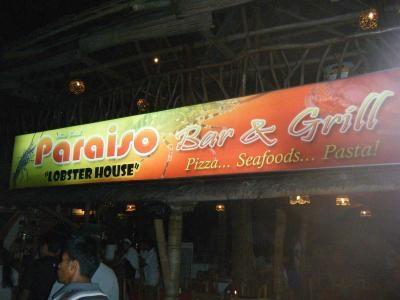 Paraiso
"LOBSTER HOUSE"
Bar & Grill
Pizza... Seafoods... Pasta!